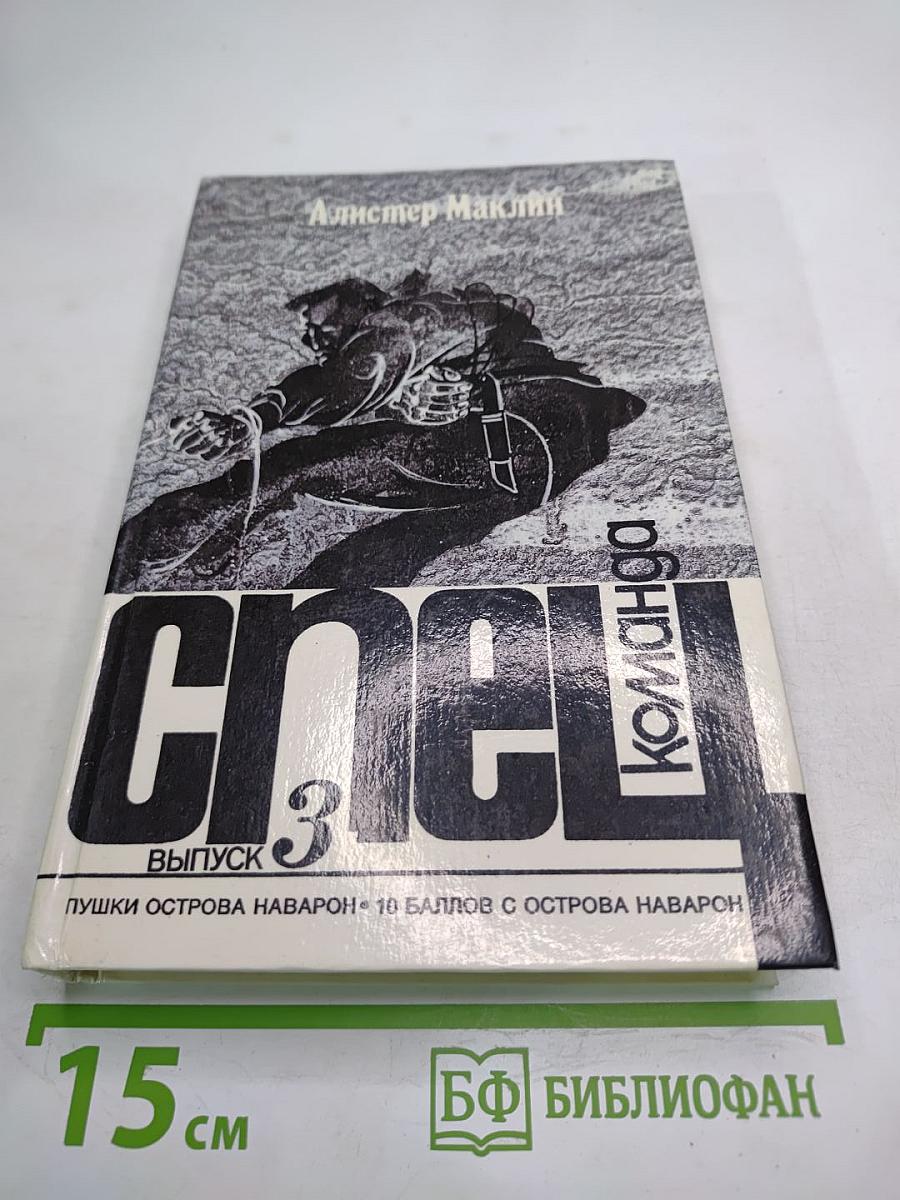 Алистер Маклин
спец
команда
ВЫПУСК 3
ПУШКИ ОСТРОВА НАВАРОН • 10 БАЛЛОВ С ОСТРОВА НАВАРОН
15 см
БФ БИБЛИОФАН